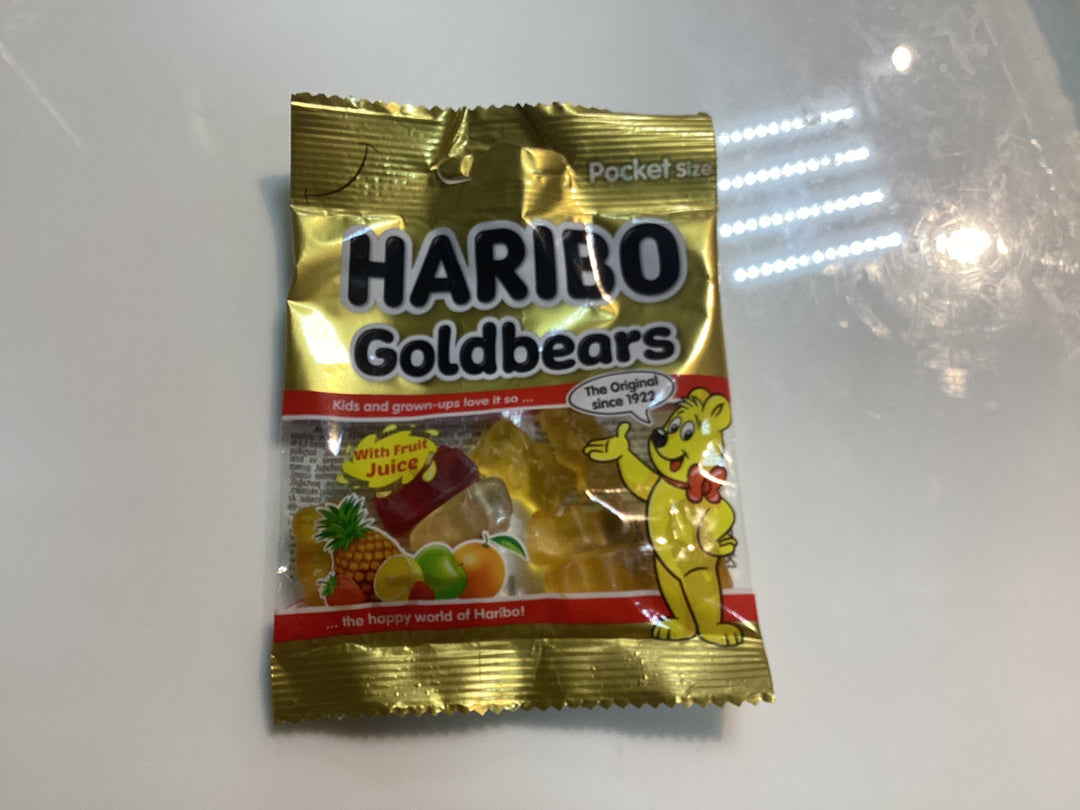 Pocket Size
HARIBO
Goldbears
The Original
since 1922
Kids and grown-ups love it so ...
With Fruit
Juice
... the happy world of Haribo!